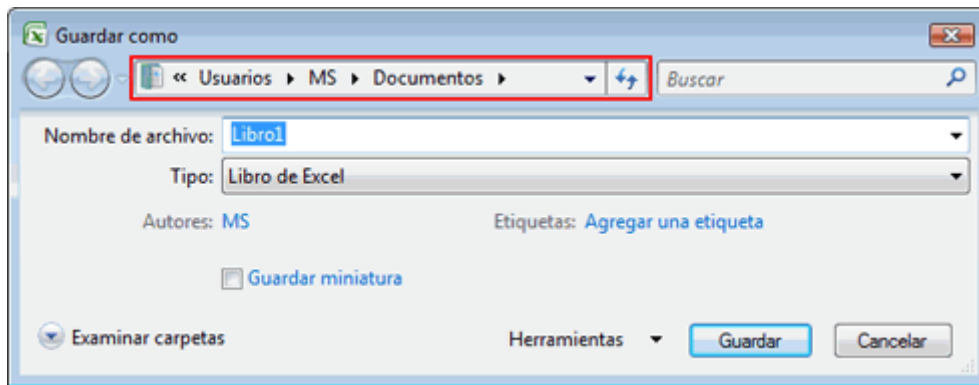 Guardar como
« Usuarios ▸ MS ▸ Documentos ▸ Buscar
Nombre de archivo: Libro1
Tipo: Libro de Excel
Autores: MS Etiquetas: Agregar una etiqueta
Guardar miniatura
Examinar carpetas Herramientas Guardar Cancelar